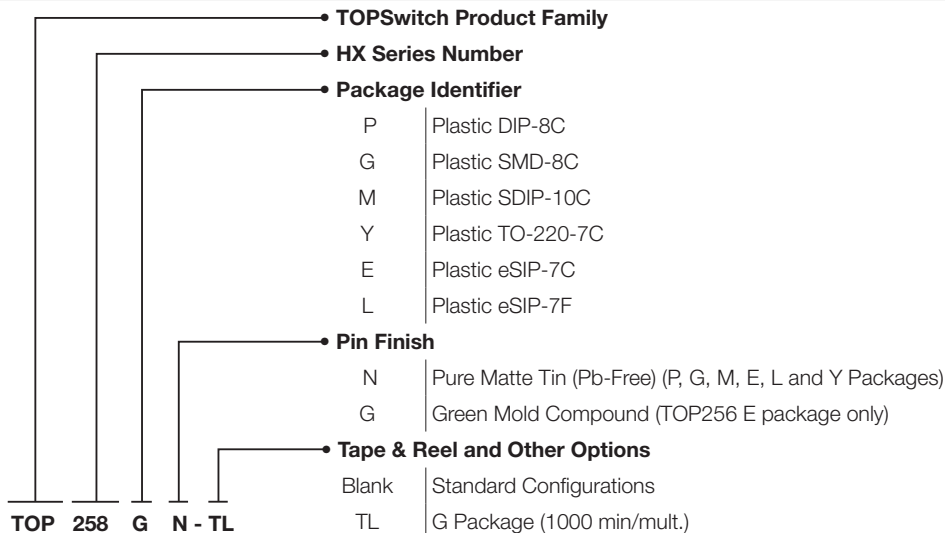 TOPSwitch Product Family
HX Series Number
Package Identifier
P Plastic DIP-8C
G Plastic SMD-8C
M Plastic SDIP-10C
Y Plastic TO-220-7C
E Plastic eSIP-7C
L Plastic eSIP-7F
Pin Finish
N Pure Matte Tin (Pb-Free) (P, G, M, E, L and Y Packages)
G Green Mold Compound (TOP256 E package only)
Tape & Reel and Other Options
Blank Standard Configurations
TL G Package (1000 min/mult.)
TOP 258 G N - TL